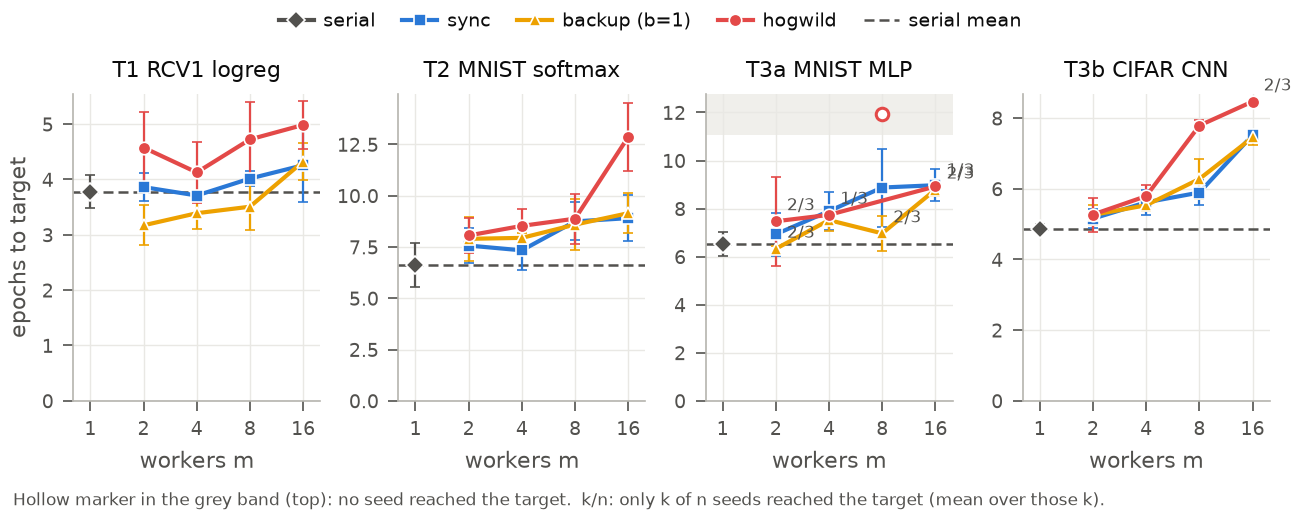 serial sync backup (b=1) hogwild serial mean
T1 RCV1 logreg
T2 MNIST softmax
T3a MNIST MLP
T3b CIFAR CNN
epochs to target
5
4
3
2
1
0
1 2 4 8 16
workers m
12.5
10.0
7.5
5.0
2.5
0.0
1 2 4 8 16
workers m
12
10
8
6
4
2
0
2/3
2/3
1/3
2/3
1/3
1 2 4 8 16
workers m
2/3
8
6
4
2
0
1 2 4 8 16
workers m
Hollow marker in the grey band (top): no seed reached the target. k/n: only k of n seeds reached the target (mean over those k).